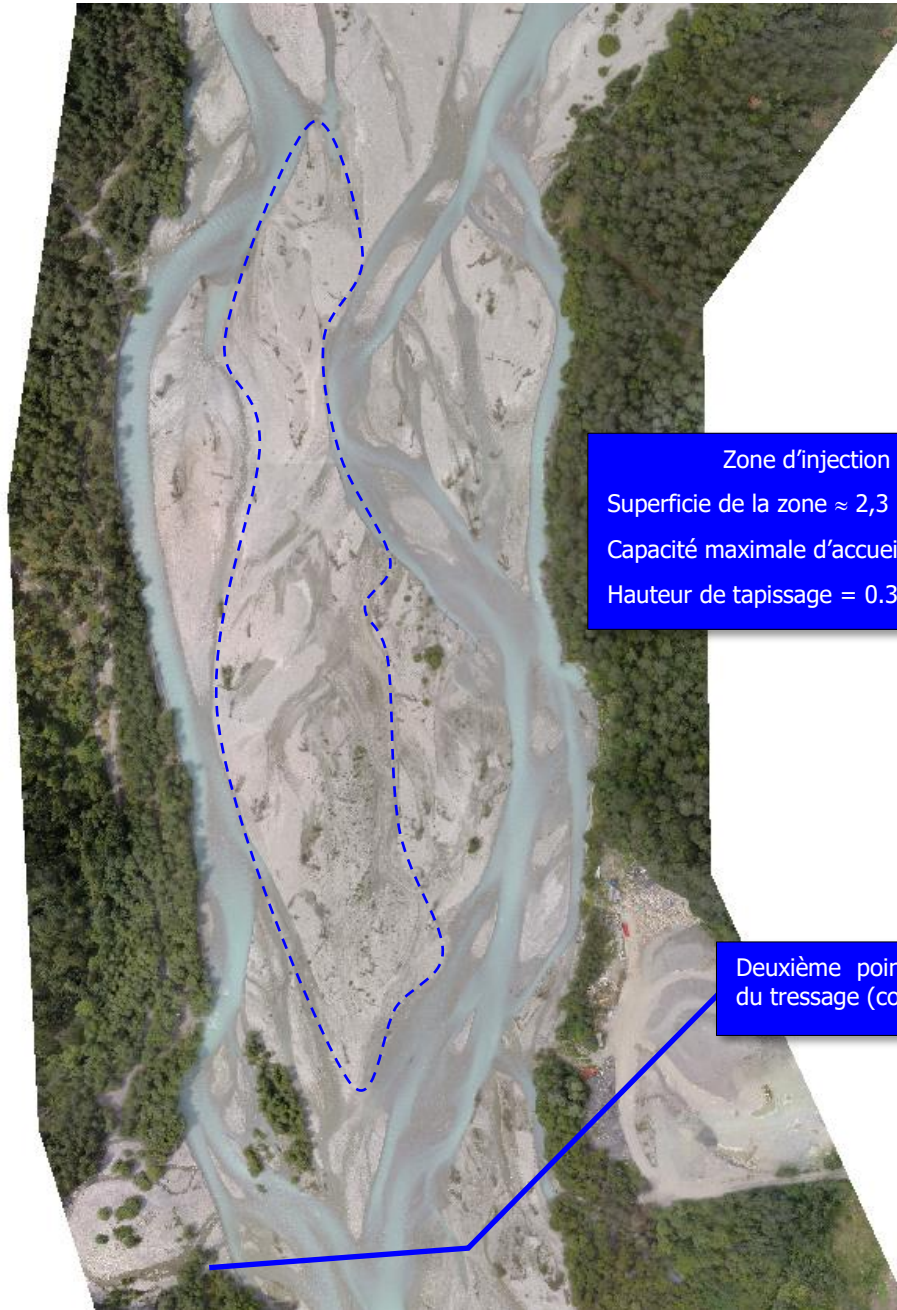 Zone d’injection
Superficie de la zone ≈ 2,3
Capacité maximale d’accuei
Hauteur de tapissage = 0.3
Deuxième poin
du tressage (co